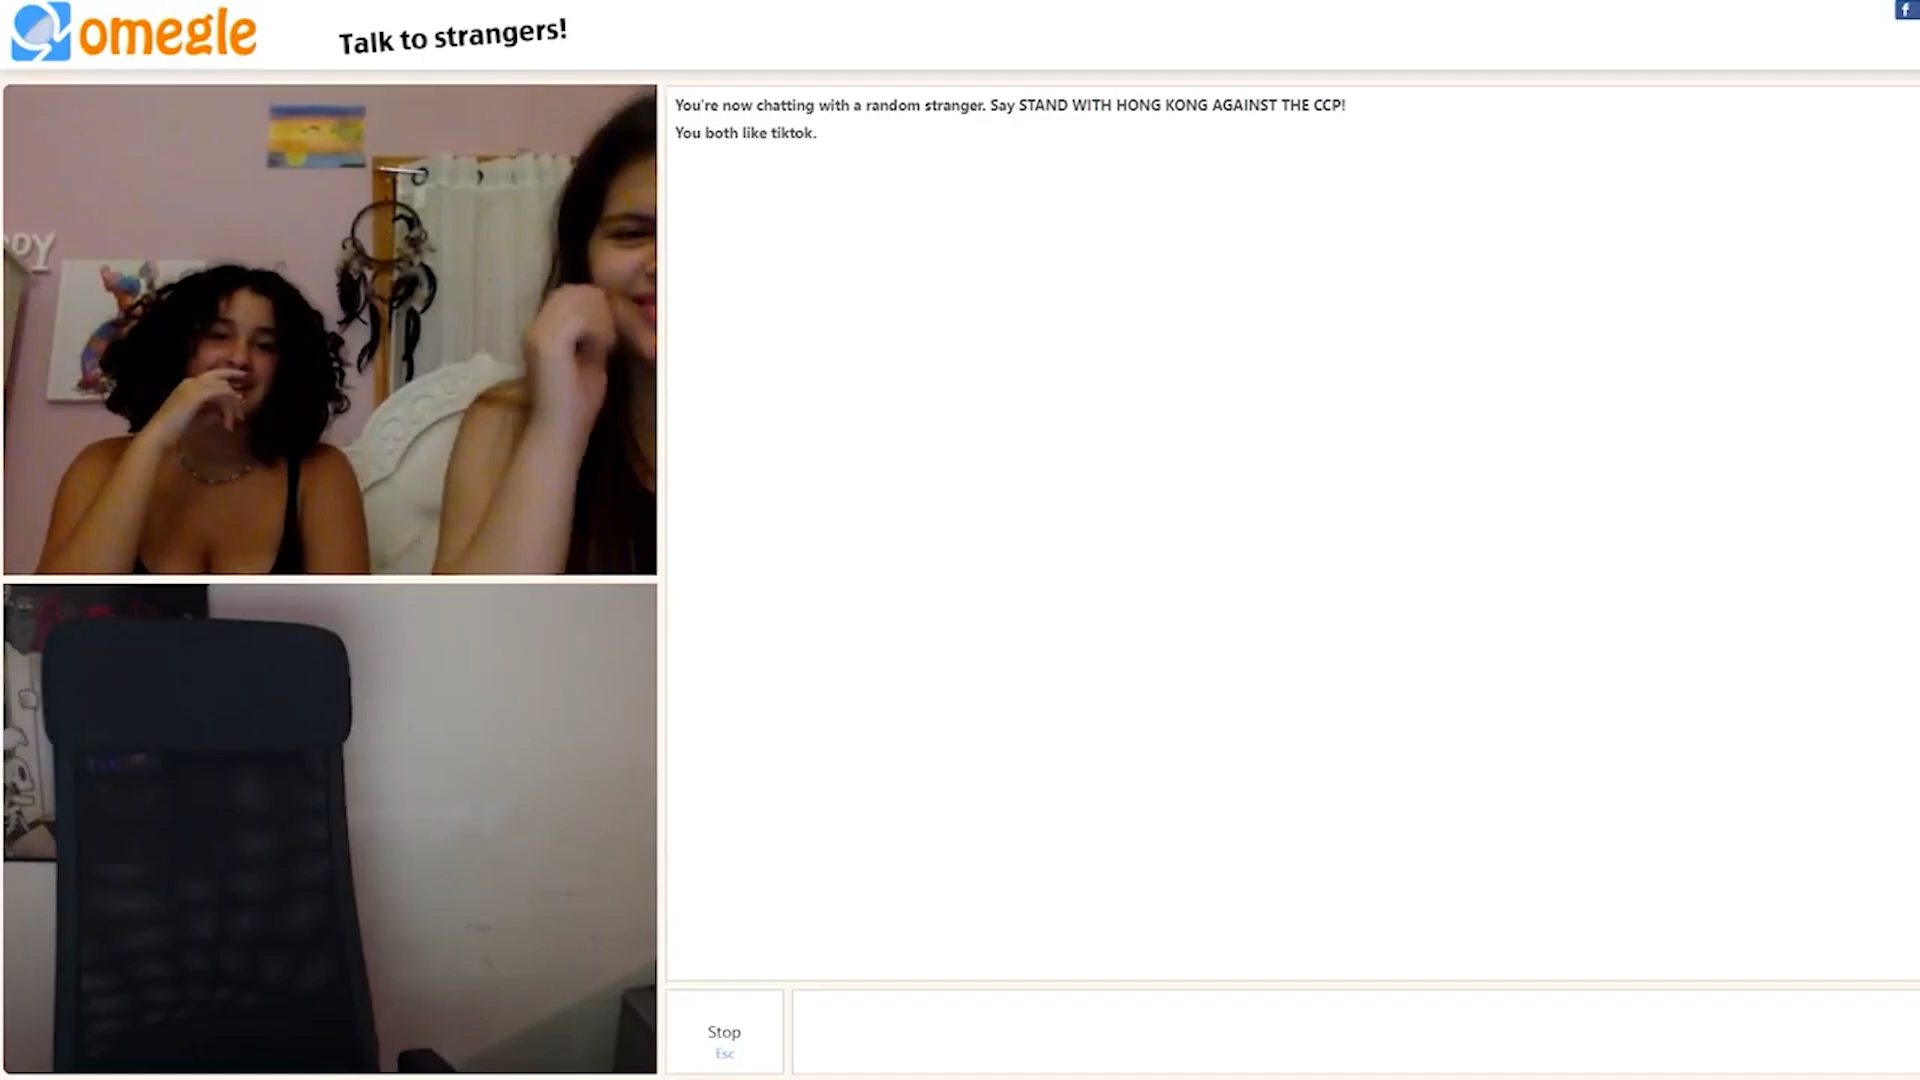 omegle
Talk to strangers!
f
PY
You're now chatting with a random stranger. Say STAND WITH HONG KONG AGAINST THE CCP!
You both like tiktok.
Stop
Esc